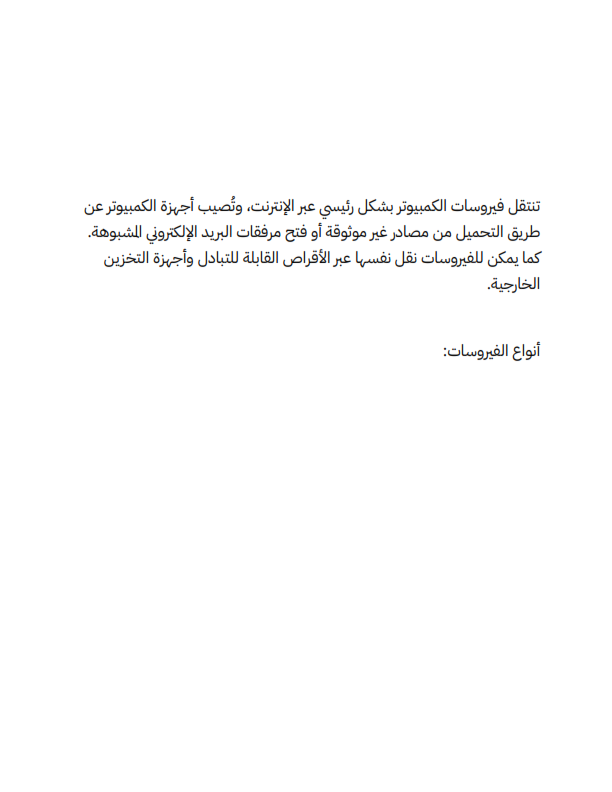 تنتقل فيروسات الكمبيوتر بشكل رئيسي عبر الإنترنت، وتُصيب أجهزة الكمبيوتر عن
طريق التحميل من مصادر غير موثوقة أو فتح مرفقات البريد الإلكتروني المشبوهة.
كما يمكن للفيروسات نقل نفسها عبر الأقراص القابلة للتبادل وأجهزة التخزين
الخارجية.
أنواع الفيروسات: